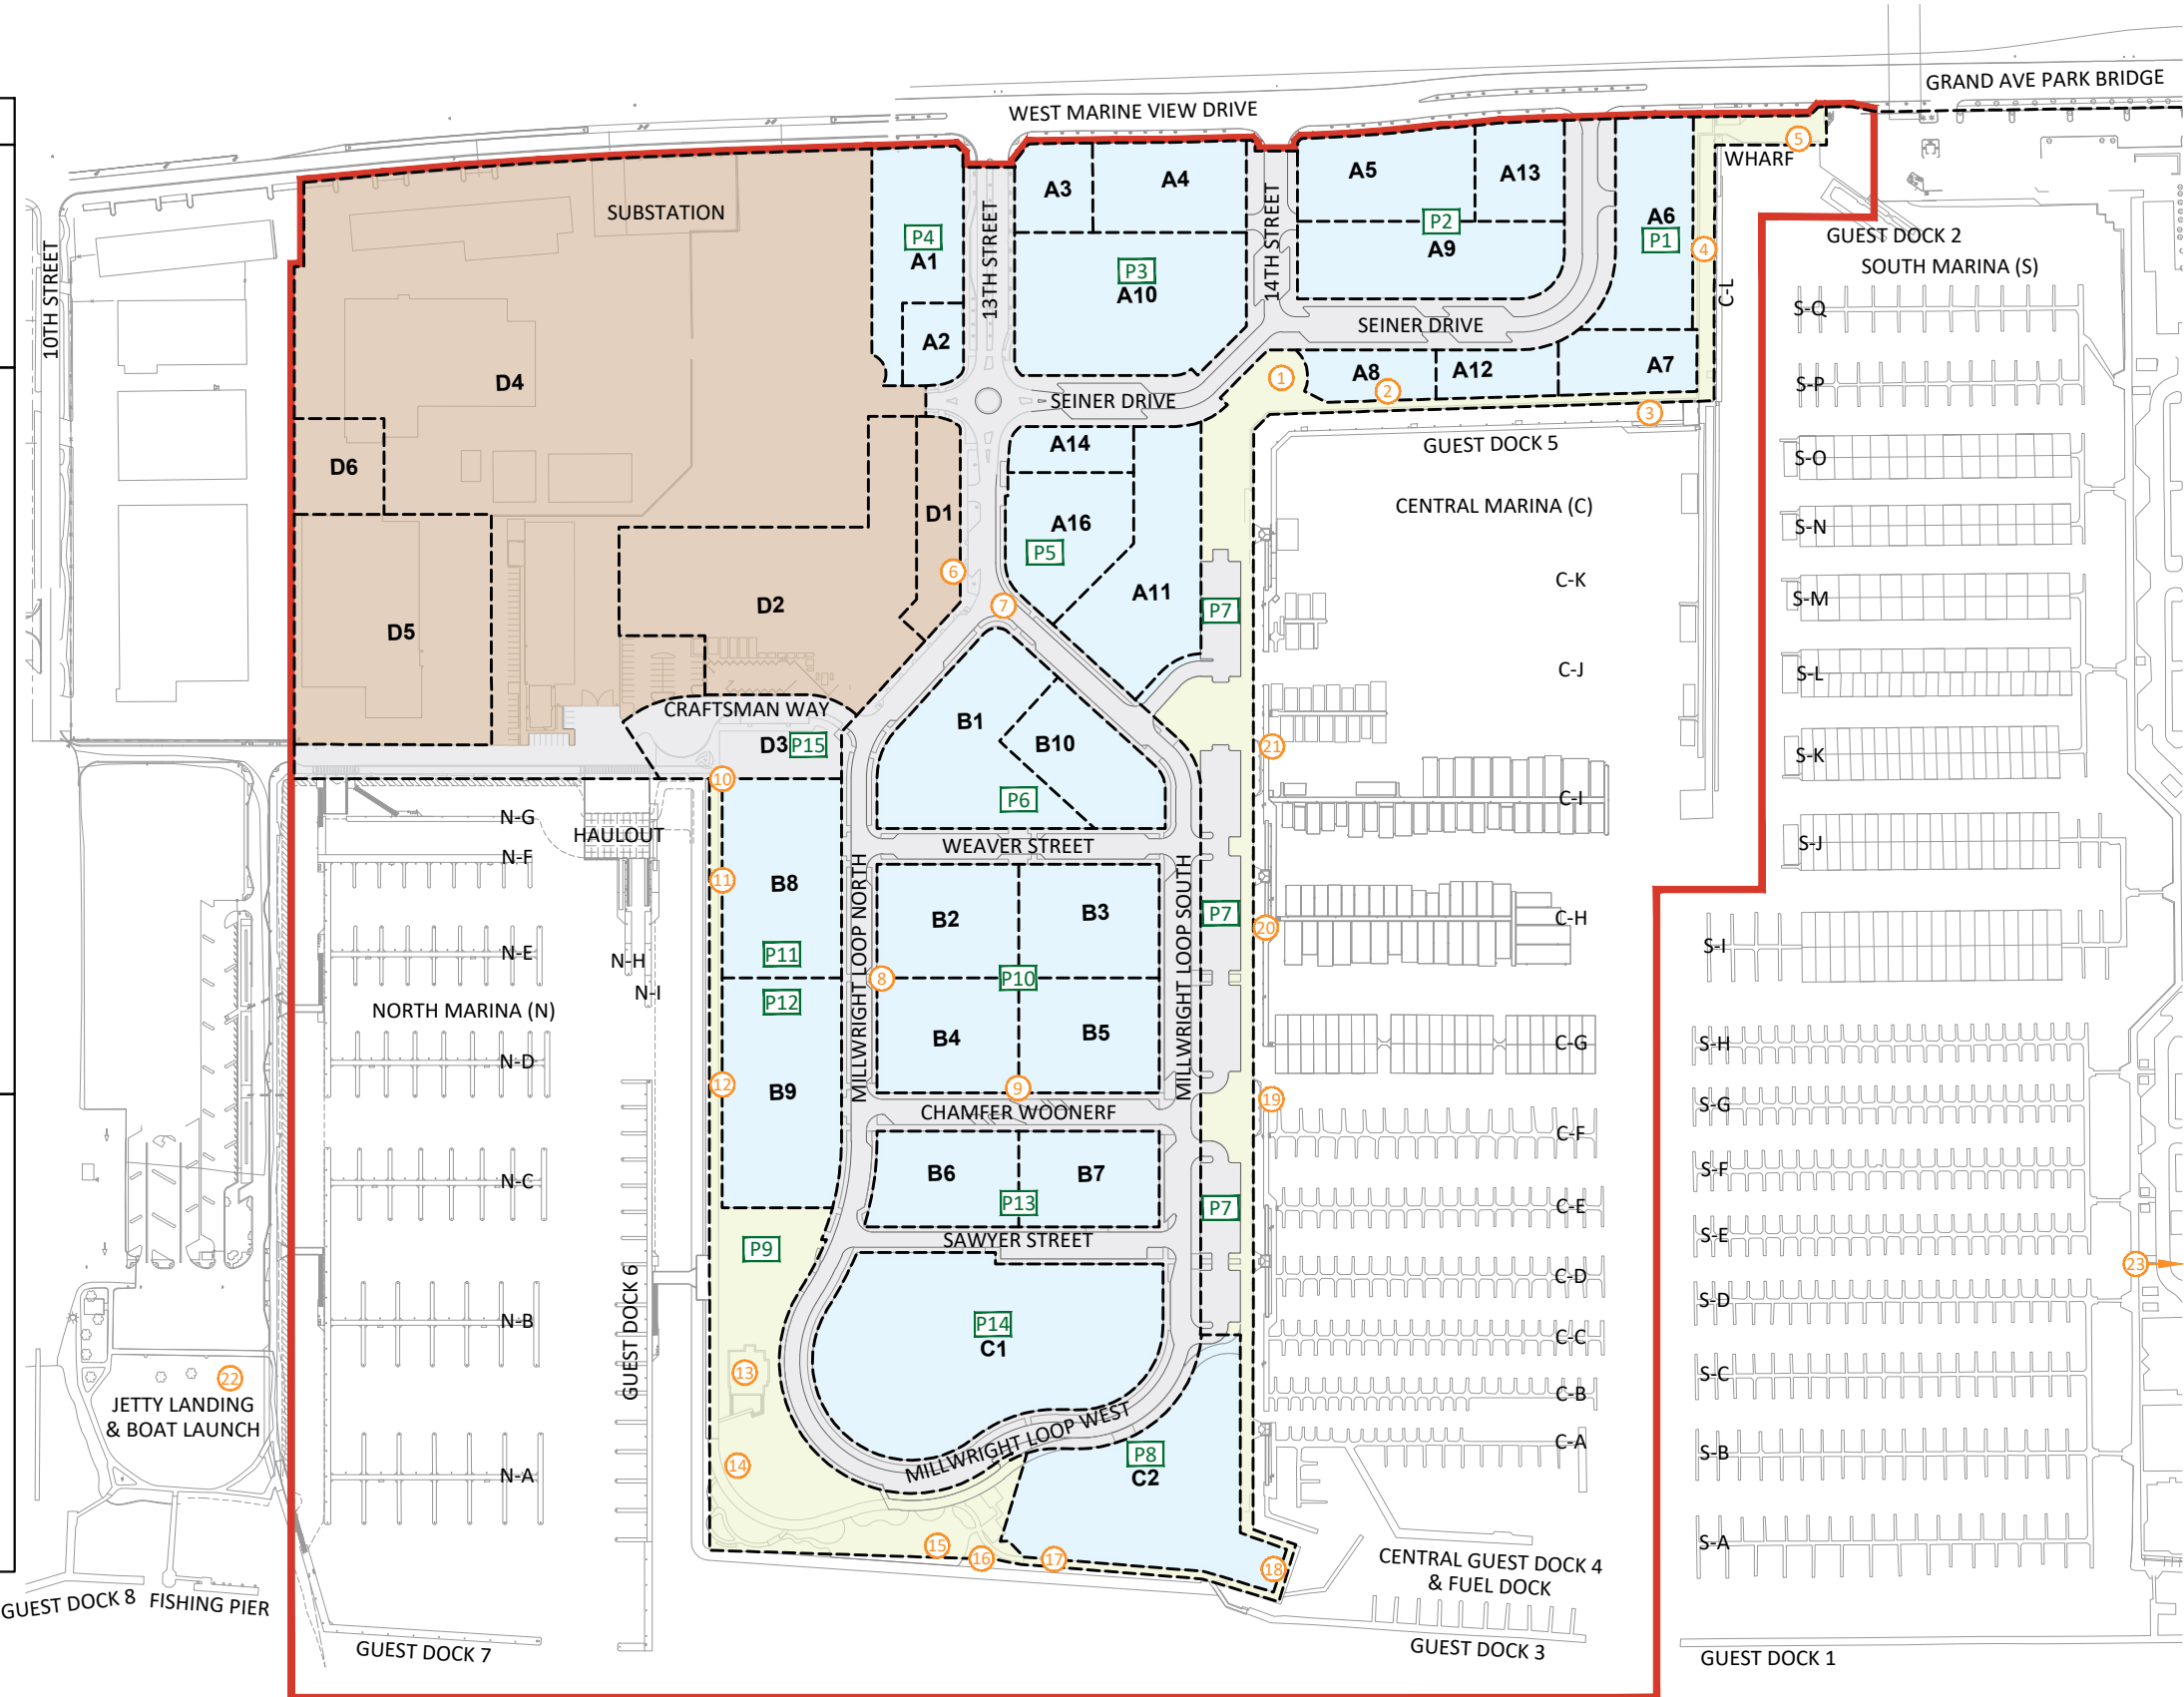 GRAND AVE PARK BRIDGE
WEST MARINE VIEW DRIVE
5
WHARF
A5
A13
A3
A4
SUBSTATION
A6
P2
P1
P4
A1
A9
4
GUEST DOCK 2
SOUTH MARINA (S)
10TH STREET
13TH STREET
14TH STREET
P3
A10
C-L
S-Q
SEINER DRIVE
A2
A8
A12
A7
1
2
D4
S-P
SEINER DRIVE
3
A14
GUEST DOCK 5
D6
S-O
D1
A16
CENTRAL MARINA (C)
S-N
P5
6
C-K
A11
D2
7
P7
S-M
D5
C-J
S-L
CRAFTSMAN WAY
B1
D3
P15
B10
21
S-K
10
P6
C-I
N-G
HAULOUT
WEAVER STREET
S-J
N-F
11
B8
MILLWRIGHT LOOP NORTH
MILLWRIGHT LOOP SOUTH
B2
B3
P7
C-H
20
N-E
P11
N-H
S-I
8
P10
N-I
P12
NORTH MARINA (N)
B4
B5
C-G
S-H
N-D
12
B9
9
19
CHAMFER WOONERF
S-G
C-F
B6
B7
S-F
N-C
P13
P7
C-E
P9
SAWYER STREET
S-E
23
C-D
GUEST DOCK 6
S-D
N-B
P14
C1
C-C
13
22
S-C
JETTY LANDING
& BOAT LAUNCH
C-B
MILLWRIGHT LOOP WEST
C-A
P8
C2
S-B
14
N-A
15
16
17
18
S-A
CENTRAL GUEST DOCK 4
& FUEL DOCK
GUEST DOCK 8
FISHING PIER
GUEST DOCK 7
GUEST DOCK 3
GUEST DOCK 1